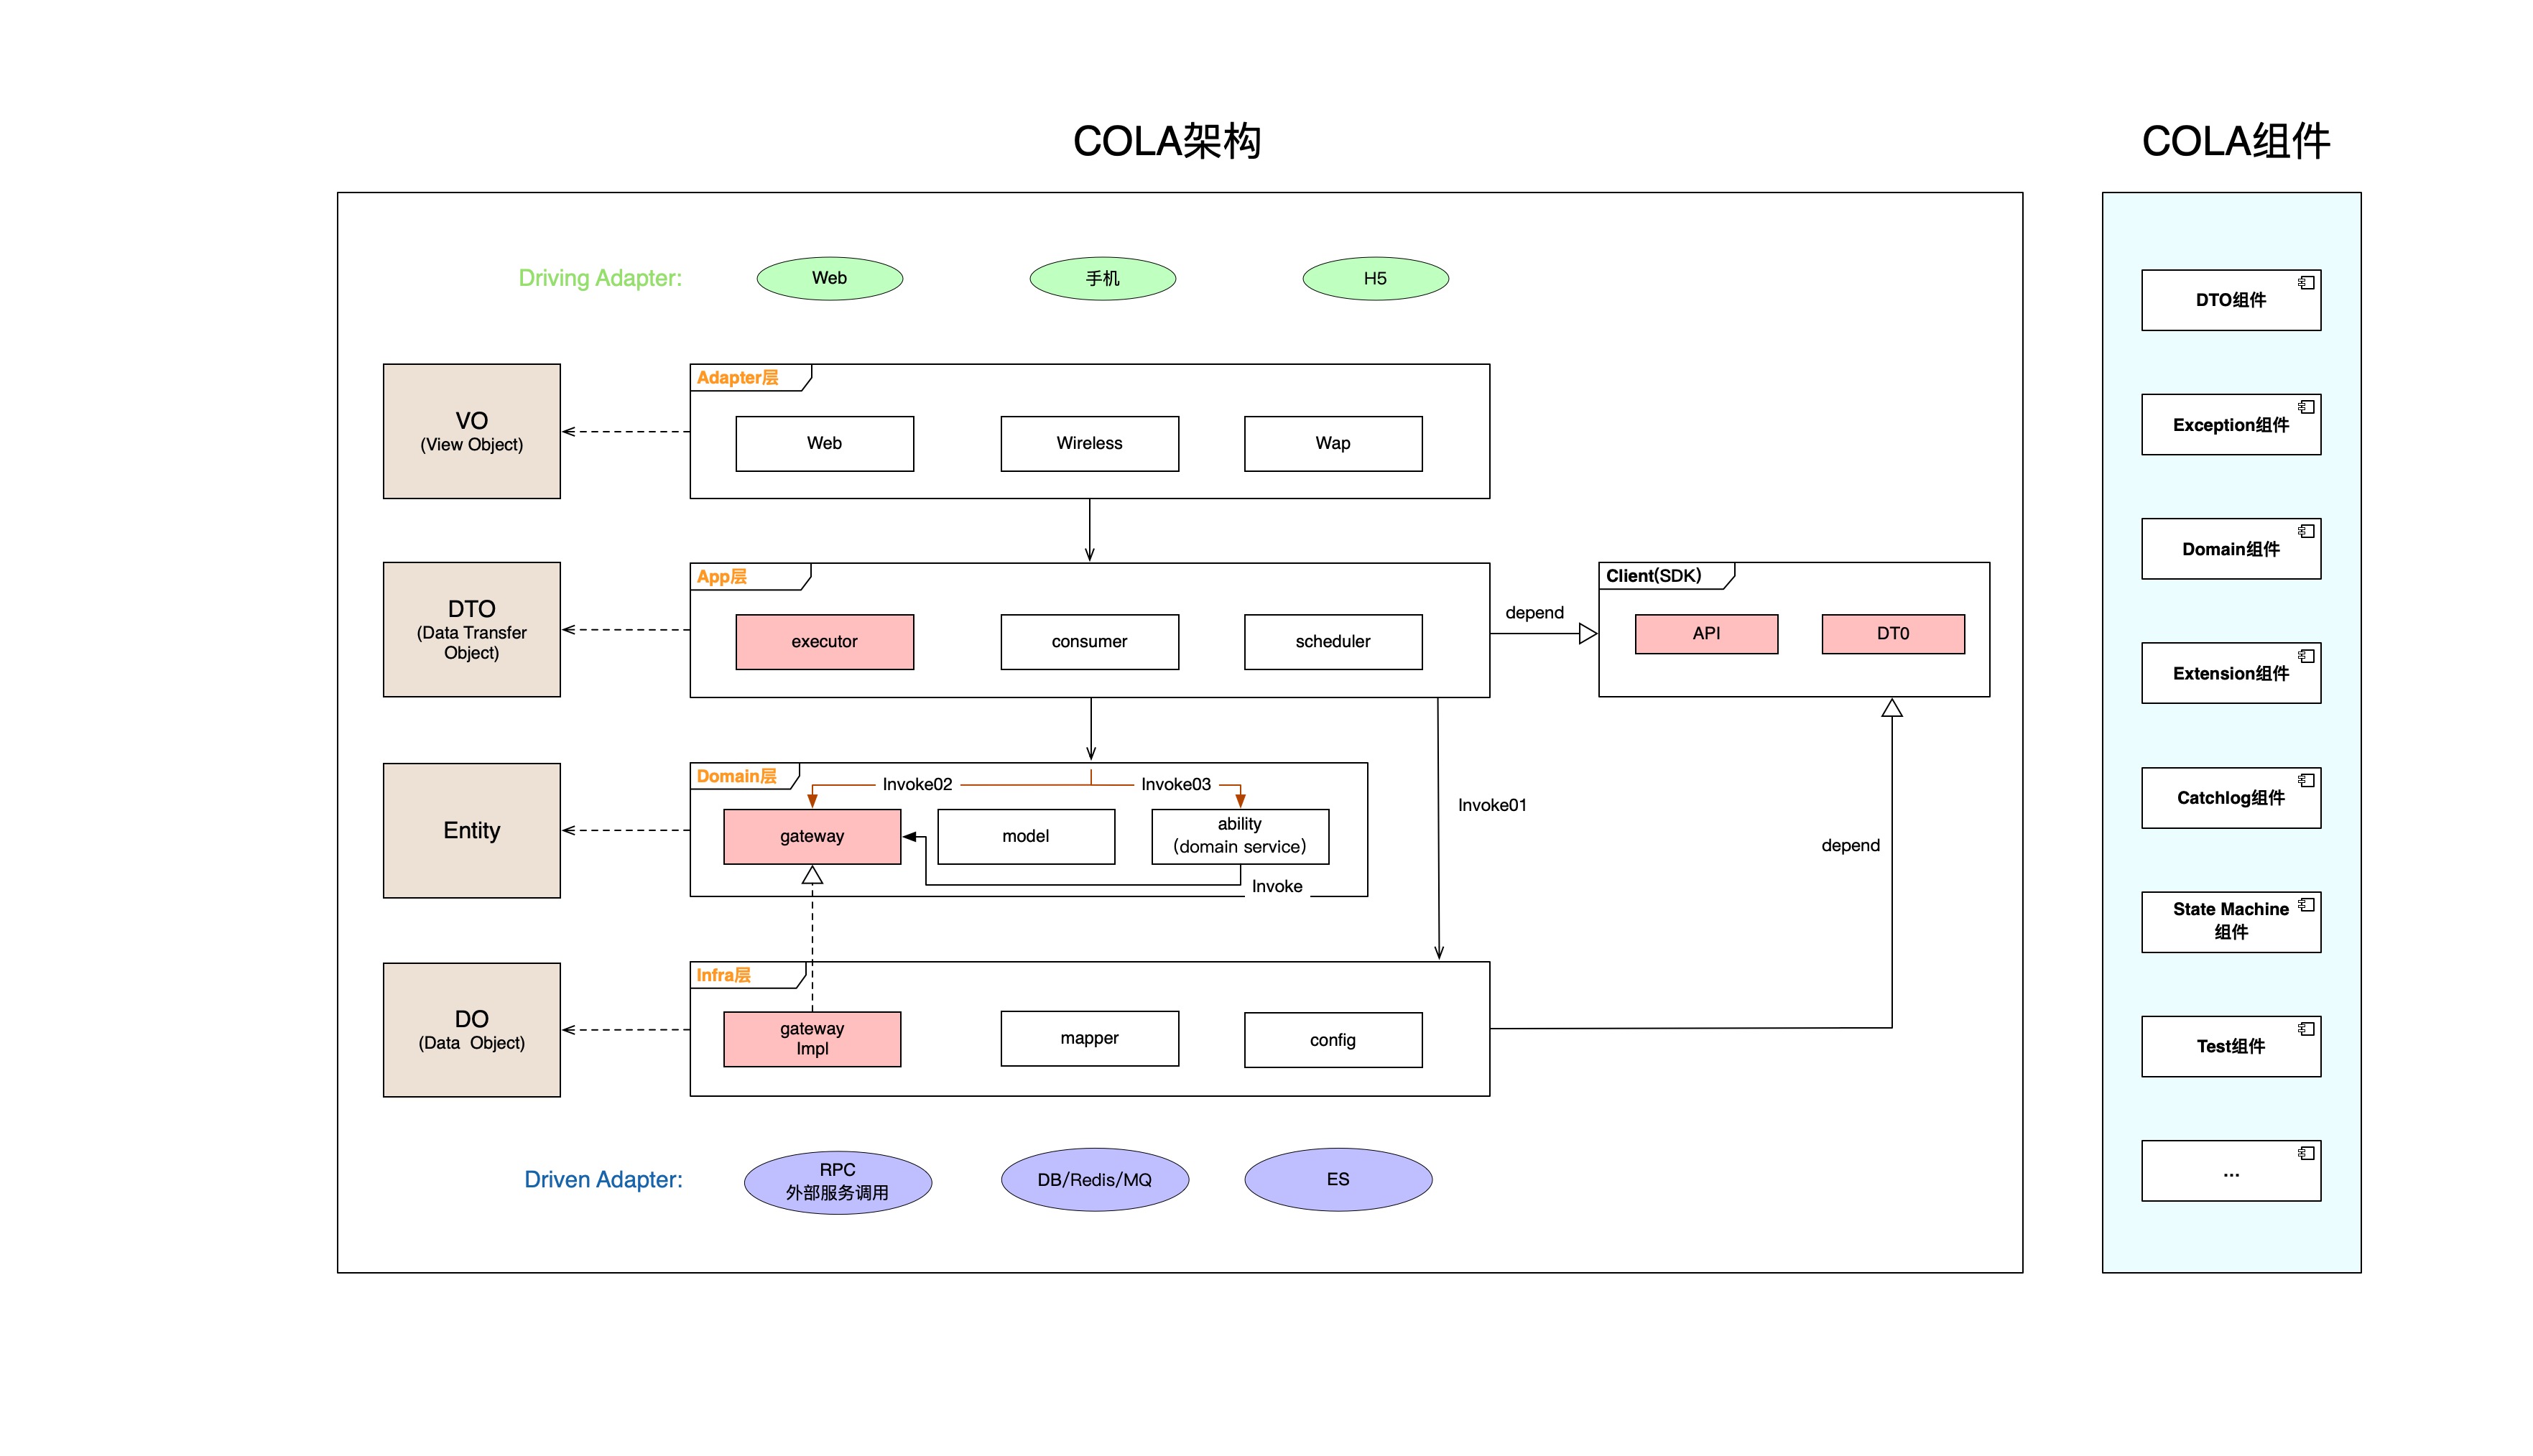 COLA架构
COLA组件
Driving Adapter:
Web
手机
H5
VO
(View Object)
Adapter层
Web
Wireless
Wap
DTO
(Data Transfer
Object)
App层
executor
consumer
scheduler
depend
Client(SDK)
API
DT0
Entity
Domain层
Invoke02
Invoke03
gateway
model
ability
(domain service)
Invoke
Invoke01
depend
DO
(Data  Object)
Infra层
gateway
Impl
mapper
config
Driven Adapter:
RPC
外部服务调用
DB/Redis/MQ
ES
DTO组件
Exception组件
Domain组件
Extension组件
Catchlog组件
State Machine
组件
Test组件
...